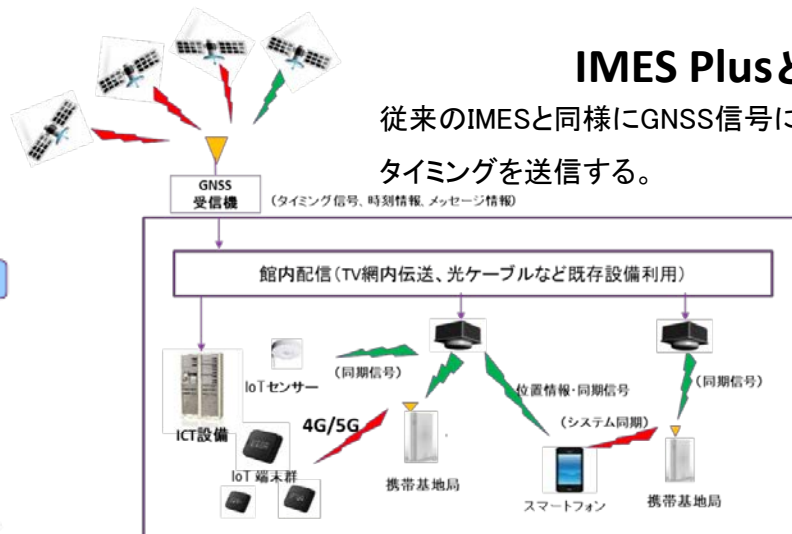 IMES Plusと
従来のIMESと同様にGNSS信号に
タイミングを送信する。
GNSS
受信機
(タイミング信号、時刻情報、メッセージ情報)
館内配信(TV網内伝送、光ケーブルなど既存設備利用)
IoTセンサー
(同期信号)
位置情報・同期信号
(同期信号)
ICT設備
4G/5G
(システム同期)
IoT 端末群
携帯基地局
スマートフォン
携帯基地局